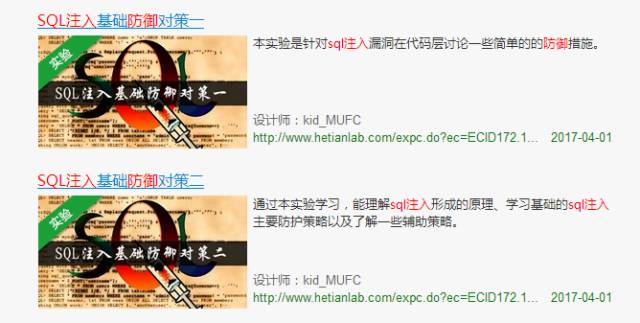 SQL注入基础防御对策一
实验
SQL注入基础防御对策一
本实验是针对sql注入漏洞在代码层讨论一些简单的的防御措施。
设计师：kid_MUFC
http://www.hetianlab.com/expc.do?ec=ECID172.1... 2017-04-01
SQL注入基础防御对策二
实验
SQL注入基础防御对策二
通过本实验学习，能理解sql注入形成的原理、学习基础的sql注入
主要防护策略以及了解一些辅助策略。
设计师：kid_MUFC
http://www.hetianlab.com/expc.do?ec=ECID172.1... 2017-04-01